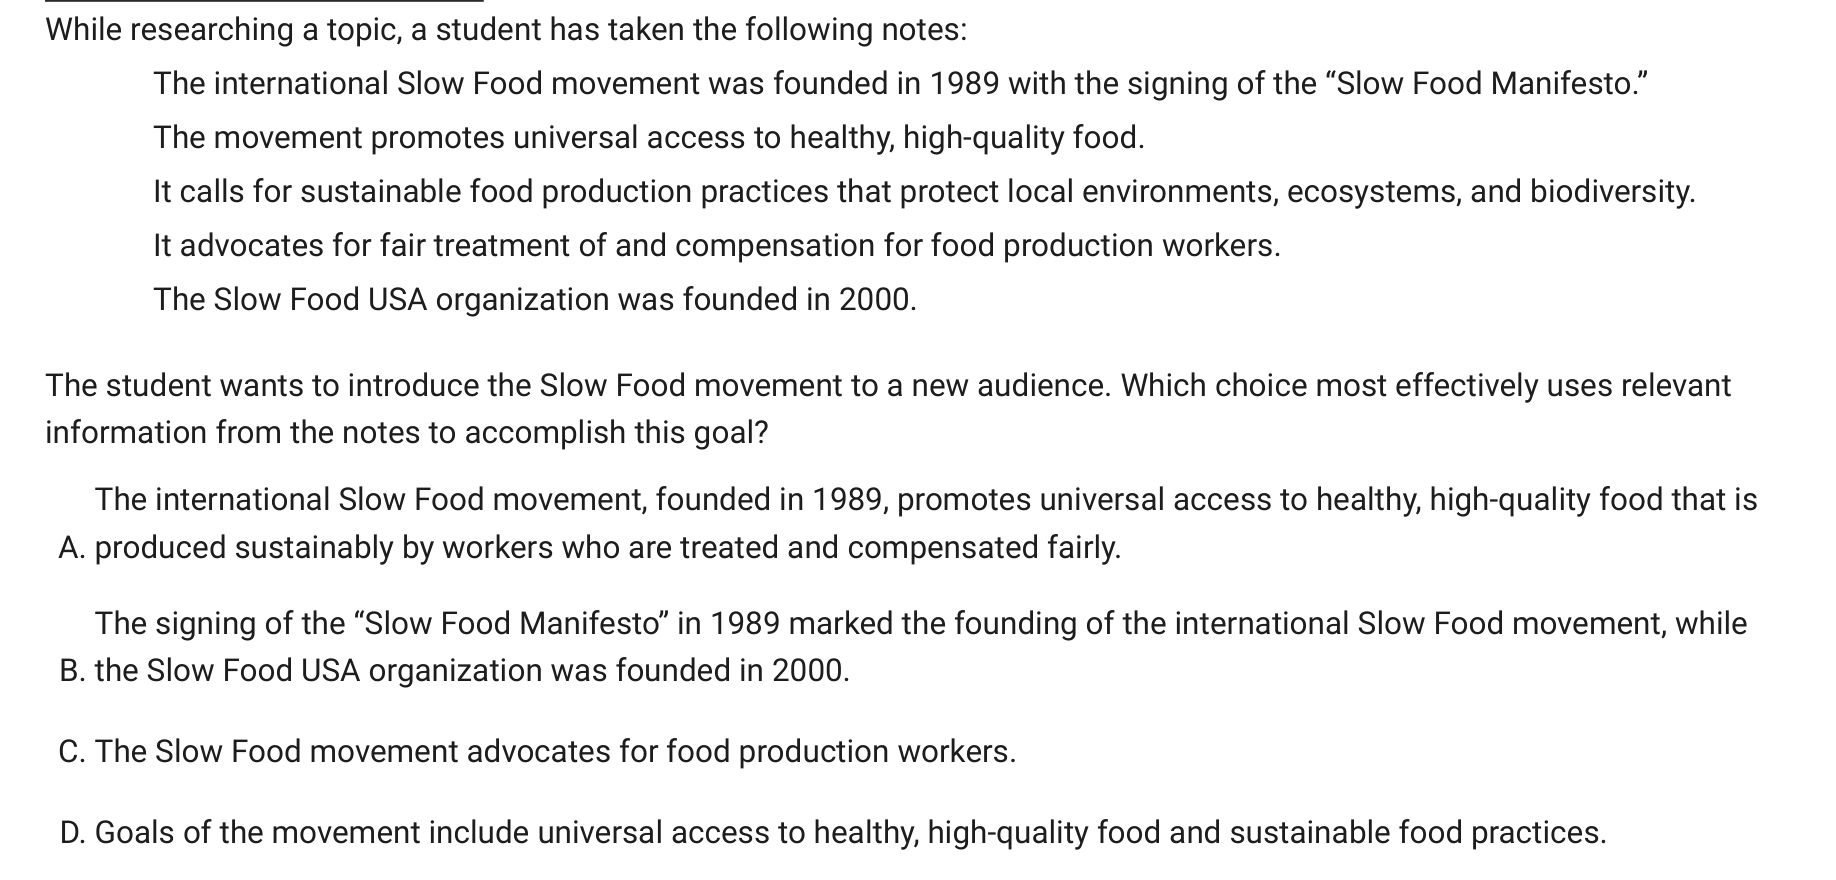 While researching a topic, a student has taken the following notes:
The international Slow Food movement was founded in 1989 with the signing of the “Slow Food Manifesto.”
The movement promotes universal access to healthy, high-quality food.
It calls for sustainable food production practices that protect local environments, ecosystems, and biodiversity.
It advocates for fair treatment of and compensation for food production workers.
The Slow Food USA organization was founded in 2000.
The student wants to introduce the Slow Food movement to a new audience. Which choice most effectively uses relevant
information from the notes to accomplish this goal?
The international Slow Food movement, founded in 1989, promotes universal access to healthy, high-quality food that is
A. produced sustainably by workers who are treated and compensated fairly.
The signing of the “Slow Food Manifesto” in 1989 marked the founding of the international Slow Food movement, while
B. the Slow Food USA organization was founded in 2000.
C. The Slow Food movement advocates for food production workers.
D. Goals of the movement include universal access to healthy, high-quality food and sustainable food practices.